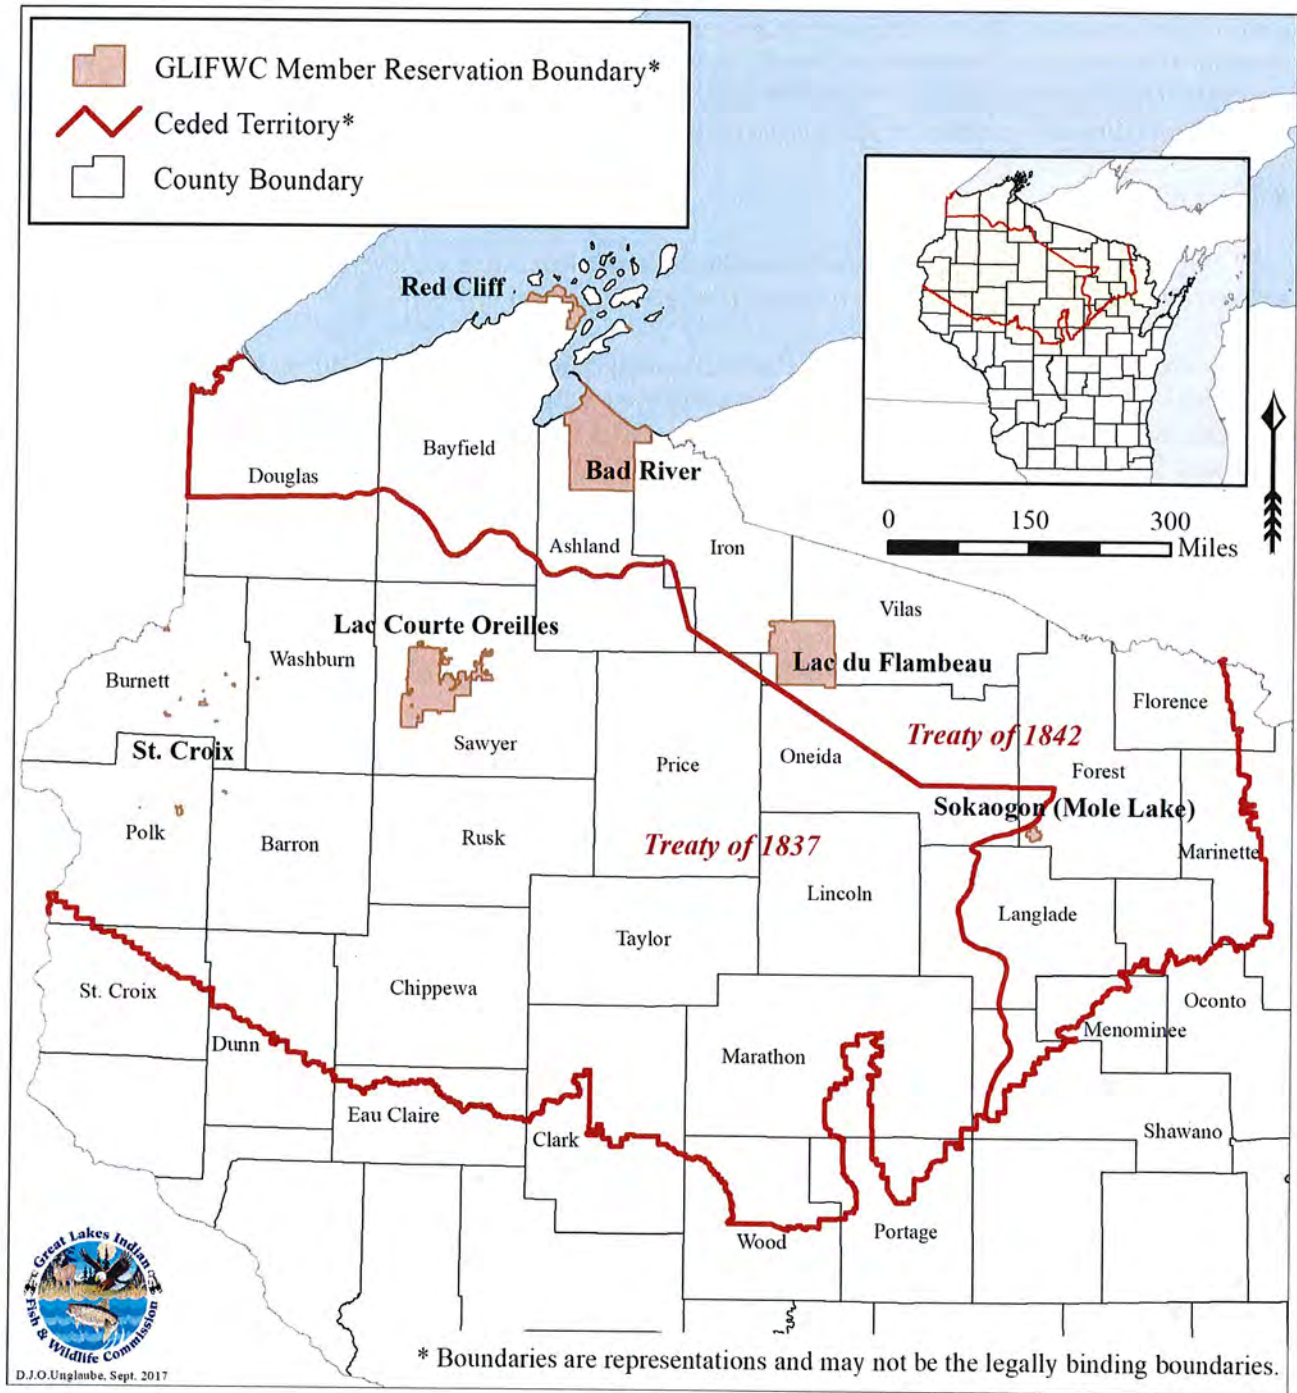 GLIFWC Member Reservation Boundary*
Ceded Territory*
County Boundary
Red Cliff
Bayfield
Douglas
Bad River
0 150 300
Miles
Ashland
Iron
Vilas
Lac Courte Oreilles
Washburn
Lac du Flambeau
Burnett
Florence
St. Croix
Sawyer
Treaty of 1842
Price
Oneida
Forest
Sokaogon (Mole Lake)
Polk
Barron
Rusk
Treaty of 1837
Marinette
Lincoln
Langlade
Taylor
St. Croix
Chippewa
Oconto
Menominee
Dunn
Marathon
Eau Claire
Clark
Shawano
Wood
Portage
Great Lakes Indian
Fish & Wildlife Commission
* Boundaries are representations and may not be the legally binding boundaries.
D.J.O.Unglaube, Sept. 2017